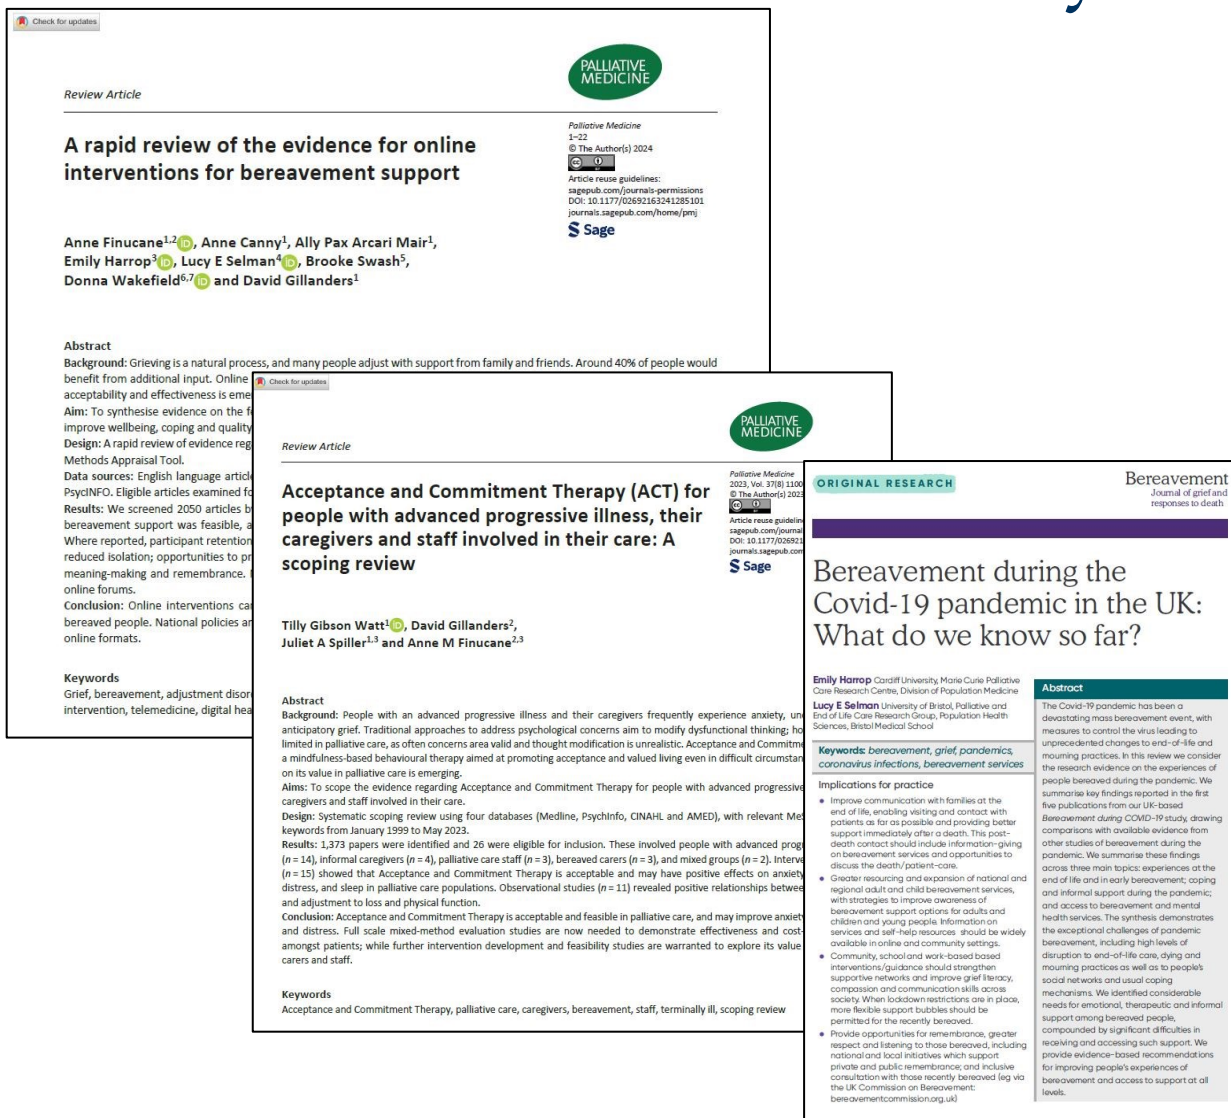 Check for updates
PALLIATIVE
MEDICINE
Review Article
A rapid review of the evidence for online
interventions for bereavement support
Palliative Medicine
1–22
© The Author(s) 2024
Article reuse guidelines:
sagepub.com/journals-permissions
DOI: 10.1177/02692163241285101
journals.sagepub.com/home/pmj
Sage
Anne Finucane1,2, Anne Canny1, Ally Pax Arcari Mair1,
Emily Harrop3, Lucy E Selman4, Brooke Swash5,
Donna Wakefield6,7 and David Gillanders1
Abstract
Background: Grieving is a natural process, and many people adjust with support from family and friends. Around 40% of people would
benefit from additional input. Online
acceptability and effectiveness is eme
Aim: To synthesise evidence on the f
improve wellbeing, coping and quality
Design: A rapid review of evidence reg
Methods Appraisal Tool.
Data sources: English language article
PsycINFO. Eligible articles examined fo
Results: We screened 2050 articles b
bereavement support was feasible, a
Where reported, participant retention
reduced isolation; opportunities to pr
meaning-making and remembrance.
online forums.
Conclusion: Online interventions can
bereaved people. National policies an
online formats.
Keywords
Grief, bereavement, adjustment disor
intervention, telemedicine, digital hea
Check for updates
PALLIATIVE
MEDICINE
Review Article
Acceptance and Commitment Therapy (ACT) for
people with advanced progressive illness, their
caregivers and staff involved in their care: A
scoping review
Palliative Medicine
2023, Vol. 37(8) 1100
© The Author(s) 2023
Article reuse guidelin
sagepub.com/journal
DOI: 10.1177/026921
journals.sagepub.com
Sage
Tilly Gibson Watt1, David Gillanders2,
Juliet A Spiller1,3 and Anne M Finucane2,3
Abstract
Background: People with an advanced progressive illness and their caregivers frequently experience anxiety, unc
anticipatory grief. Traditional approaches to address psychological concerns aim to modify dysfunctional thinking; ho
limited in palliative care, as often concerns area valid and thought modification is unrealistic. Acceptance and Commitme
a mindfulness-based behavioural therapy aimed at promoting acceptance and valued living even in difficult circumstan
on its value in palliative care is emerging.
Aims: To scope the evidence regarding Acceptance and Commitment Therapy for people with advanced progressive
caregivers and staff involved in their care.
Design: Systematic scoping review using four databases (Medline, PsychInfo, CINAHL and AMED), with relevant MeS
keywords from January 1999 to May 2023.
Results: 1,373 papers were identified and 26 were eligible for inclusion. These involved people with advanced progr
(n = 14), informal caregivers (n = 4), palliative care staff (n = 3), bereaved carers (n = 3), and mixed groups (n = 2). Interve
(n = 15) showed that Acceptance and Commitment Therapy is acceptable and may have positive effects on anxiety
distress, and sleep in palliative care populations. Observational studies (n = 11) revealed positive relationships betwee
and adjustment to loss and physical function.
Conclusion: Acceptance and Commitment Therapy is acceptable and feasible in palliative care, and may improve anxiet
and distress. Full scale mixed-method evaluation studies are now needed to demonstrate effectiveness and cost-
amongst patients; while further intervention development and feasibility studies are warranted to explore its value
carers and staff.
Keywords
Acceptance and Commitment Therapy, palliative care, caregivers, bereavement, staff, terminally ill, scoping review
ORIGINAL RESEARCH
Bereavement
Journal of grief and
responses to death
Bereavement during the
Covid-19 pandemic in the UK:
What do we know so far?
Emily Harrop Cardiff University, Marie Curie Palliative
Care Research Centre, Division of Population Medicine
Lucy E Selman University of Bristol, Palliative and
End of Life Care Research Group, Population Health
Sciences, Bristol Medical School
Keywords: bereavement, grief, pandemics,
coronavirus infections, bereavement services
Implications for practice
• Improve communication with families at the
end of life, enabling visiting and contact with
patients as far as possible and providing better
support immediately after a death. This post-
death contact should include information-giving
on bereavement services and opportunities to
discuss the death/patient-care.
• Greater resourcing and expansion of national and
regional adult and child bereavement services,
with strategies to improve awareness of
bereavement support options for adults and
children and young people. Information on
services and self-help resources should be widely
available in online and community settings.
• Community, school and work-based based
interventions/guidance should strengthen
supportive networks and improve grief literacy,
compassion and communication skills across
society. When lockdown restrictions are in place,
more flexible support bubbles should be
permitted for the recently bereaved.
• Provide opportunities for remembrance, greater
respect and listening to those bereaved, including
national and local initiatives which support
private and public remembrance; and inclusive
consultation with those recently bereaved (eg via
the UK Commission on Bereavement:
bereavementcommission.org.uk)
Abstract
The Covid-19 pandemic has been a
devastating mass bereavement event, with
measures to control the virus leading to
unprecedented changes to end-of-life and
mourning practices. In this review we consider
the research evidence on the experiences of
people bereaved during the pandemic. We
summarise key findings reported in the first
five publications from our UK-based
Bereavement during COVID-19 study, drawing
comparisons with available evidence from
other studies of bereavement during the
pandemic. We summarise these findings
across three main topics: experiences at the
end of life and in early bereavement; coping
and informal support during the pandemic;
and access to bereavement and mental
health services. The synthesis demonstrates
the exceptional challenges of pandemic
bereavement, including high levels of
disruption to end-of-life care, dying and
mourning practices as well as to people's
social networks and usual coping
mechanisms. We identified considerable
needs for emotional, therapeutic and informal
support among bereaved people,
compounded by significant difficulties in
receiving and accessing such support. We
provide evidence-based recommendations
for improving people's experiences of
bereavement and access to support at all
levels.